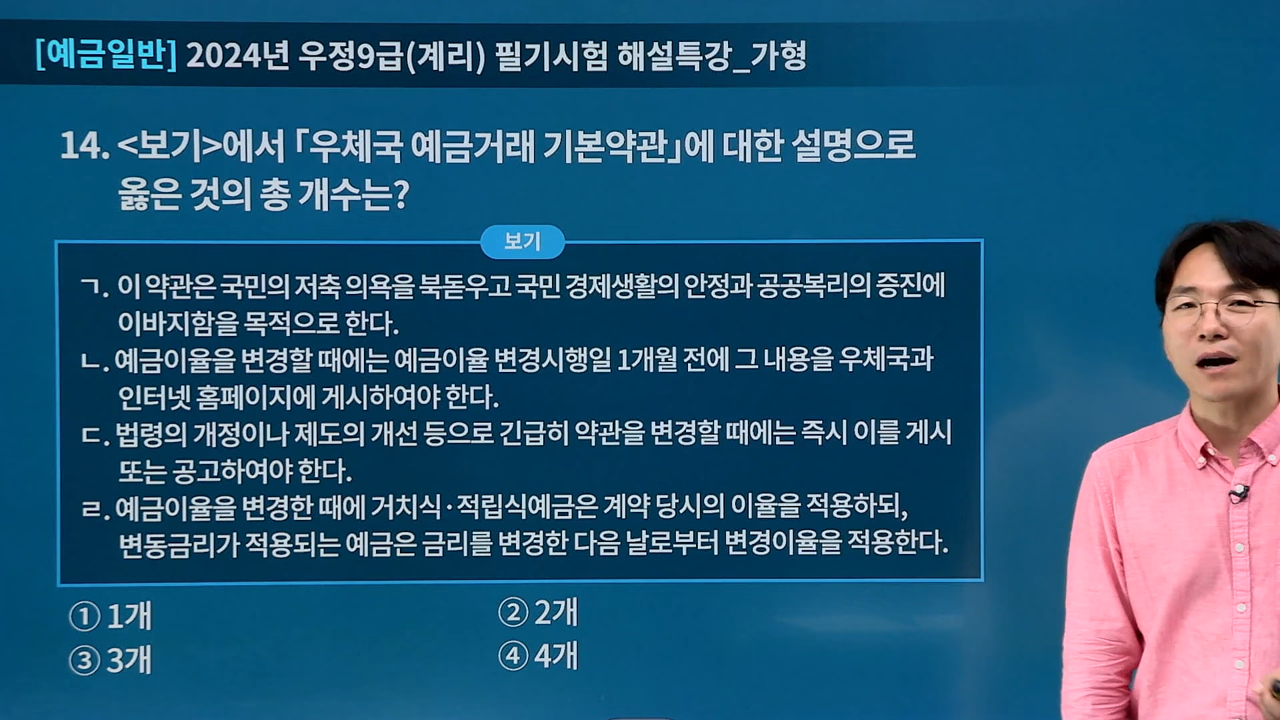 [예금일반] 2024년 우정9급(계리) 필기시험 해설특강_가형
14. <보기>에서 ｢우체국 예금거래 기본약관｣에 대한 설명으로
옳은 것의 총 개수는?
보기
ㄱ. 이 약관은 국민의 저축 의욕을 북돋우고 국민 경제생활의 안정과 공공복리의 증진에
이바지함을 목적으로 한다.
ㄴ. 예금이율을 변경할 때에는 예금이율 변경시행일 1개월 전에 그 내용을 우체국과
인터넷 홈페이지에 게시하여야 한다.
ㄷ. 법령의 개정이나 제도의 개선 등으로 긴급히 약관을 변경할 때에는 즉시 이를 게시
또는 공고하여야 한다.
ㄹ. 예금이율을 변경한 때에 거치식·적립식예금은 계약 당시의 이율을 적용하되,
변동금리가 적용되는 예금은 금리를 변경한 다음 날로부터 변경이율을 적용한다.
① 1개 ② 2개
③ 3개 ④ 4개